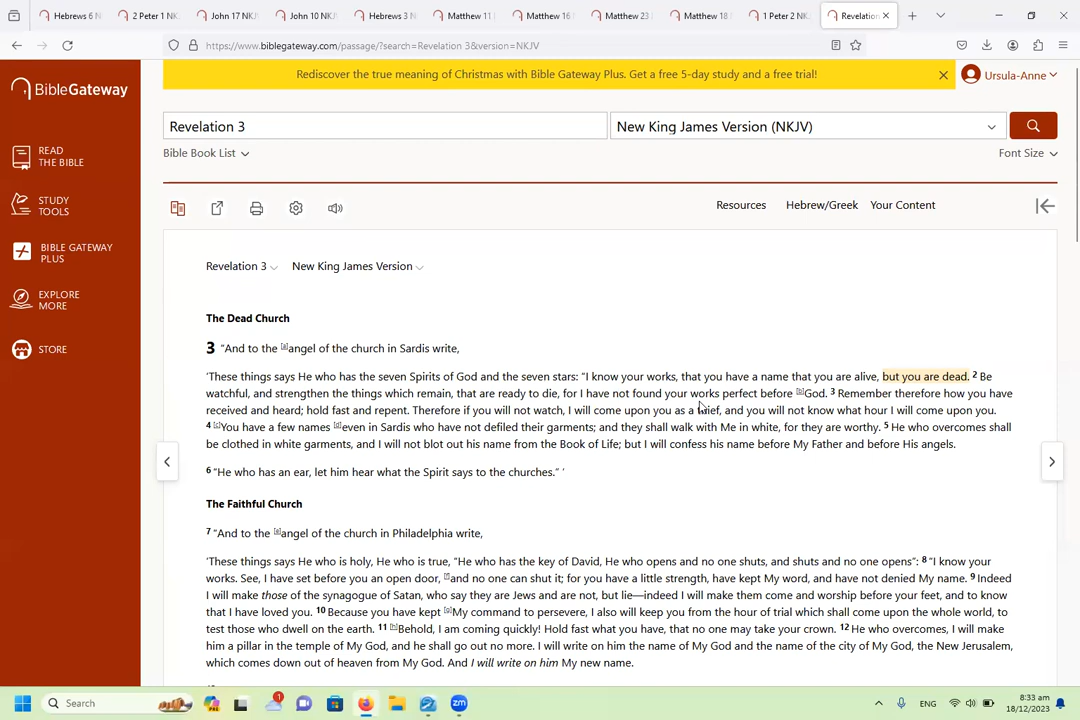 Hebrews 6 N
2 Peter 1 NK
John 17 NKJ
John 10 NKJV
Hebrews 3 N
Matthew 11
Matthew 16
Matthew 23
Matthew 18
1 Peter 2 NK
Revelation
https://www.biblegateway.com/passage/?search=Revelation 3&version=NKJV
BibleGateway
Rediscover the true meaning of Christmas with Bible Gateway Plus. Get a free 5-day study and a free trial!
Ursula-Anne
Revelation 3
New King James Version (NKJV)
Bible Book List
Font Size
READ
THE BIBLE
STUDY
TOOLS
BIBLE GATEWAY
PLUS
EXPLORE
MORE
STORE
Resources
Hebrew/Greek
Your Content
Revelation 3
New King James Version
The Dead Church
3 "And to the [a]angel of the church in Sardis write,
'These things says He who has the seven Spirits of God and the seven stars: "I know your works, that you have a name that you are alive, but you are dead. 2 Be
watchful, and strengthen the things which remain, that are ready to die, for I have not found your works perfect before [b]God. 3 Remember therefore how you have
received and heard; hold fast and repent. Therefore if you will not watch, I will come upon you as a thief, and you will not know what hour I will come upon you.
4 [c]You have a few names [d]even in Sardis who have not defiled their garments; and they shall walk with Me in white, for they are worthy. 5 He who overcomes shall
be clothed in white garments, and I will not blot out his name from the Book of Life; but I will confess his name before My Father and before His angels.
6 "He who has an ear, let him hear what the Spirit says to the churches." '
The Faithful Church
7 "And to the [e]angel of the church in Philadelphia write,
'These things says He who is holy, He who is true, "He who has the key of David, He who opens and no one shuts, and shuts and no one opens": 8 "I know your
works. See, I have set before you an open door, [f]and no one can shut it; for you have a little strength, have kept My word, and have not denied My name. 9 Indeed
I will make those of the synagogue of Satan, who say they are Jews and are not, but lie—indeed I will make them come and worship before your feet, and to know
that I have loved you. 10 Because you have kept [g]My command to persevere, I also will keep you from the hour of trial which shall come upon the whole world, to
test those who dwell on the earth. 11 [h]Behold, I am coming quickly! Hold fast what you have, that no one may take your crown. 12 He who overcomes, I will make
him a pillar in the temple of My God, and he shall go out no more. I will write on him the name of My God and the name of the city of My God, the New Jerusalem,
which comes down out of heaven from My God. And I will write on him My new name.
Search
1
zm
ENG
8:33 am
18/12/2023